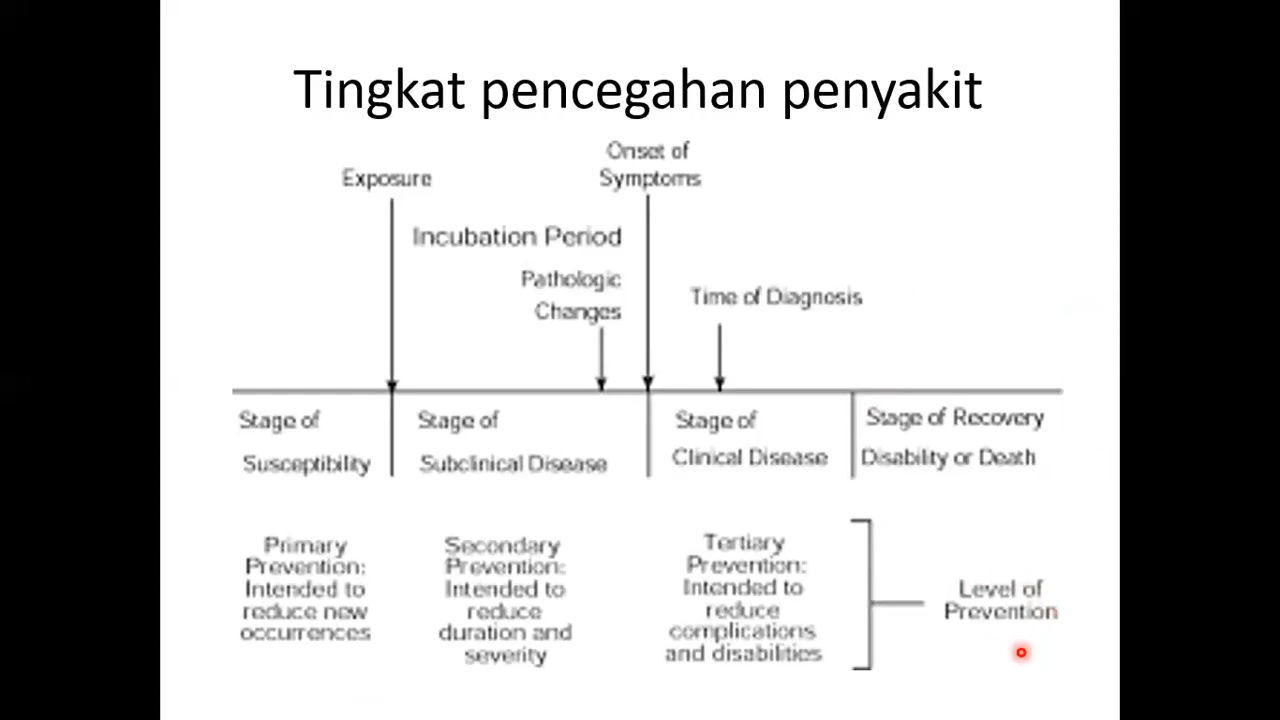 Tingkat pencegahan penyakit
Onset of
Symptoms
Exposure
Incubation Period
Pathologic
Changes
Time of Diagnosis
Stage of
Susceptibility
Stage of
Subclinical Disease
Stage of
Clinical Disease
Stage of Recovery
Disability or Death
Primary
Prevention:
Intended to
reduce new
occurrences
Secondary
Prevention:
Intended to
reduce
duration and
severity
Tertiary
Prevention:
Intended to
reduce
complications
and disabilities
Level of
Prevention